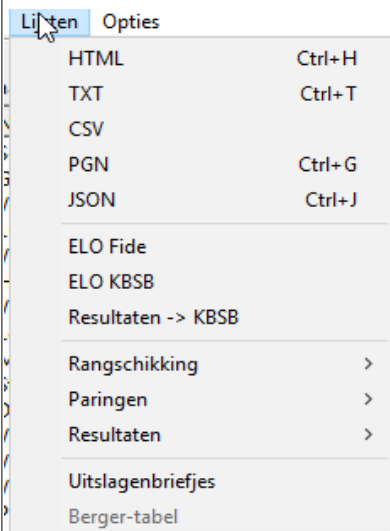 Lijsten Opties
HTML Ctrl+H
TXT Ctrl+T
CSV
PGN Ctrl+G
JSON Ctrl+J
ELO Fide
ELO KBSB
Resultaten -> KBSB
Rangschikking >
Paringen >
Resultaten >
Uitslagenbriefjes
Berger-tabel